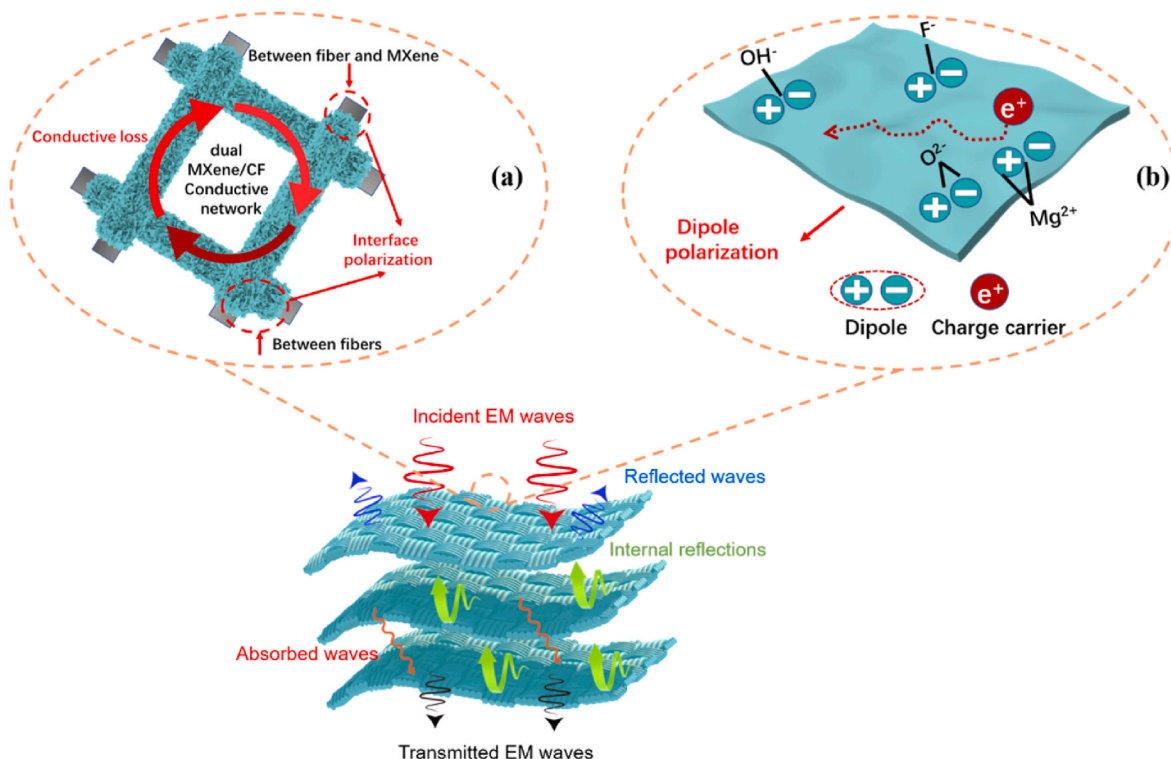 Between fiber and MXene
Conductive loss
dual
MXene/CF
Conductive
network
(a)
Interface
polarization
Between fibers
OH⁻
F⁻
e⁺
O²⁻
Mg²⁺
(b)
Dipole
polarization
e⁺
Dipole
Charge carrier
Incident EM waves
Reflected waves
Internal reflections
Absorbed waves
Transmitted EM waves